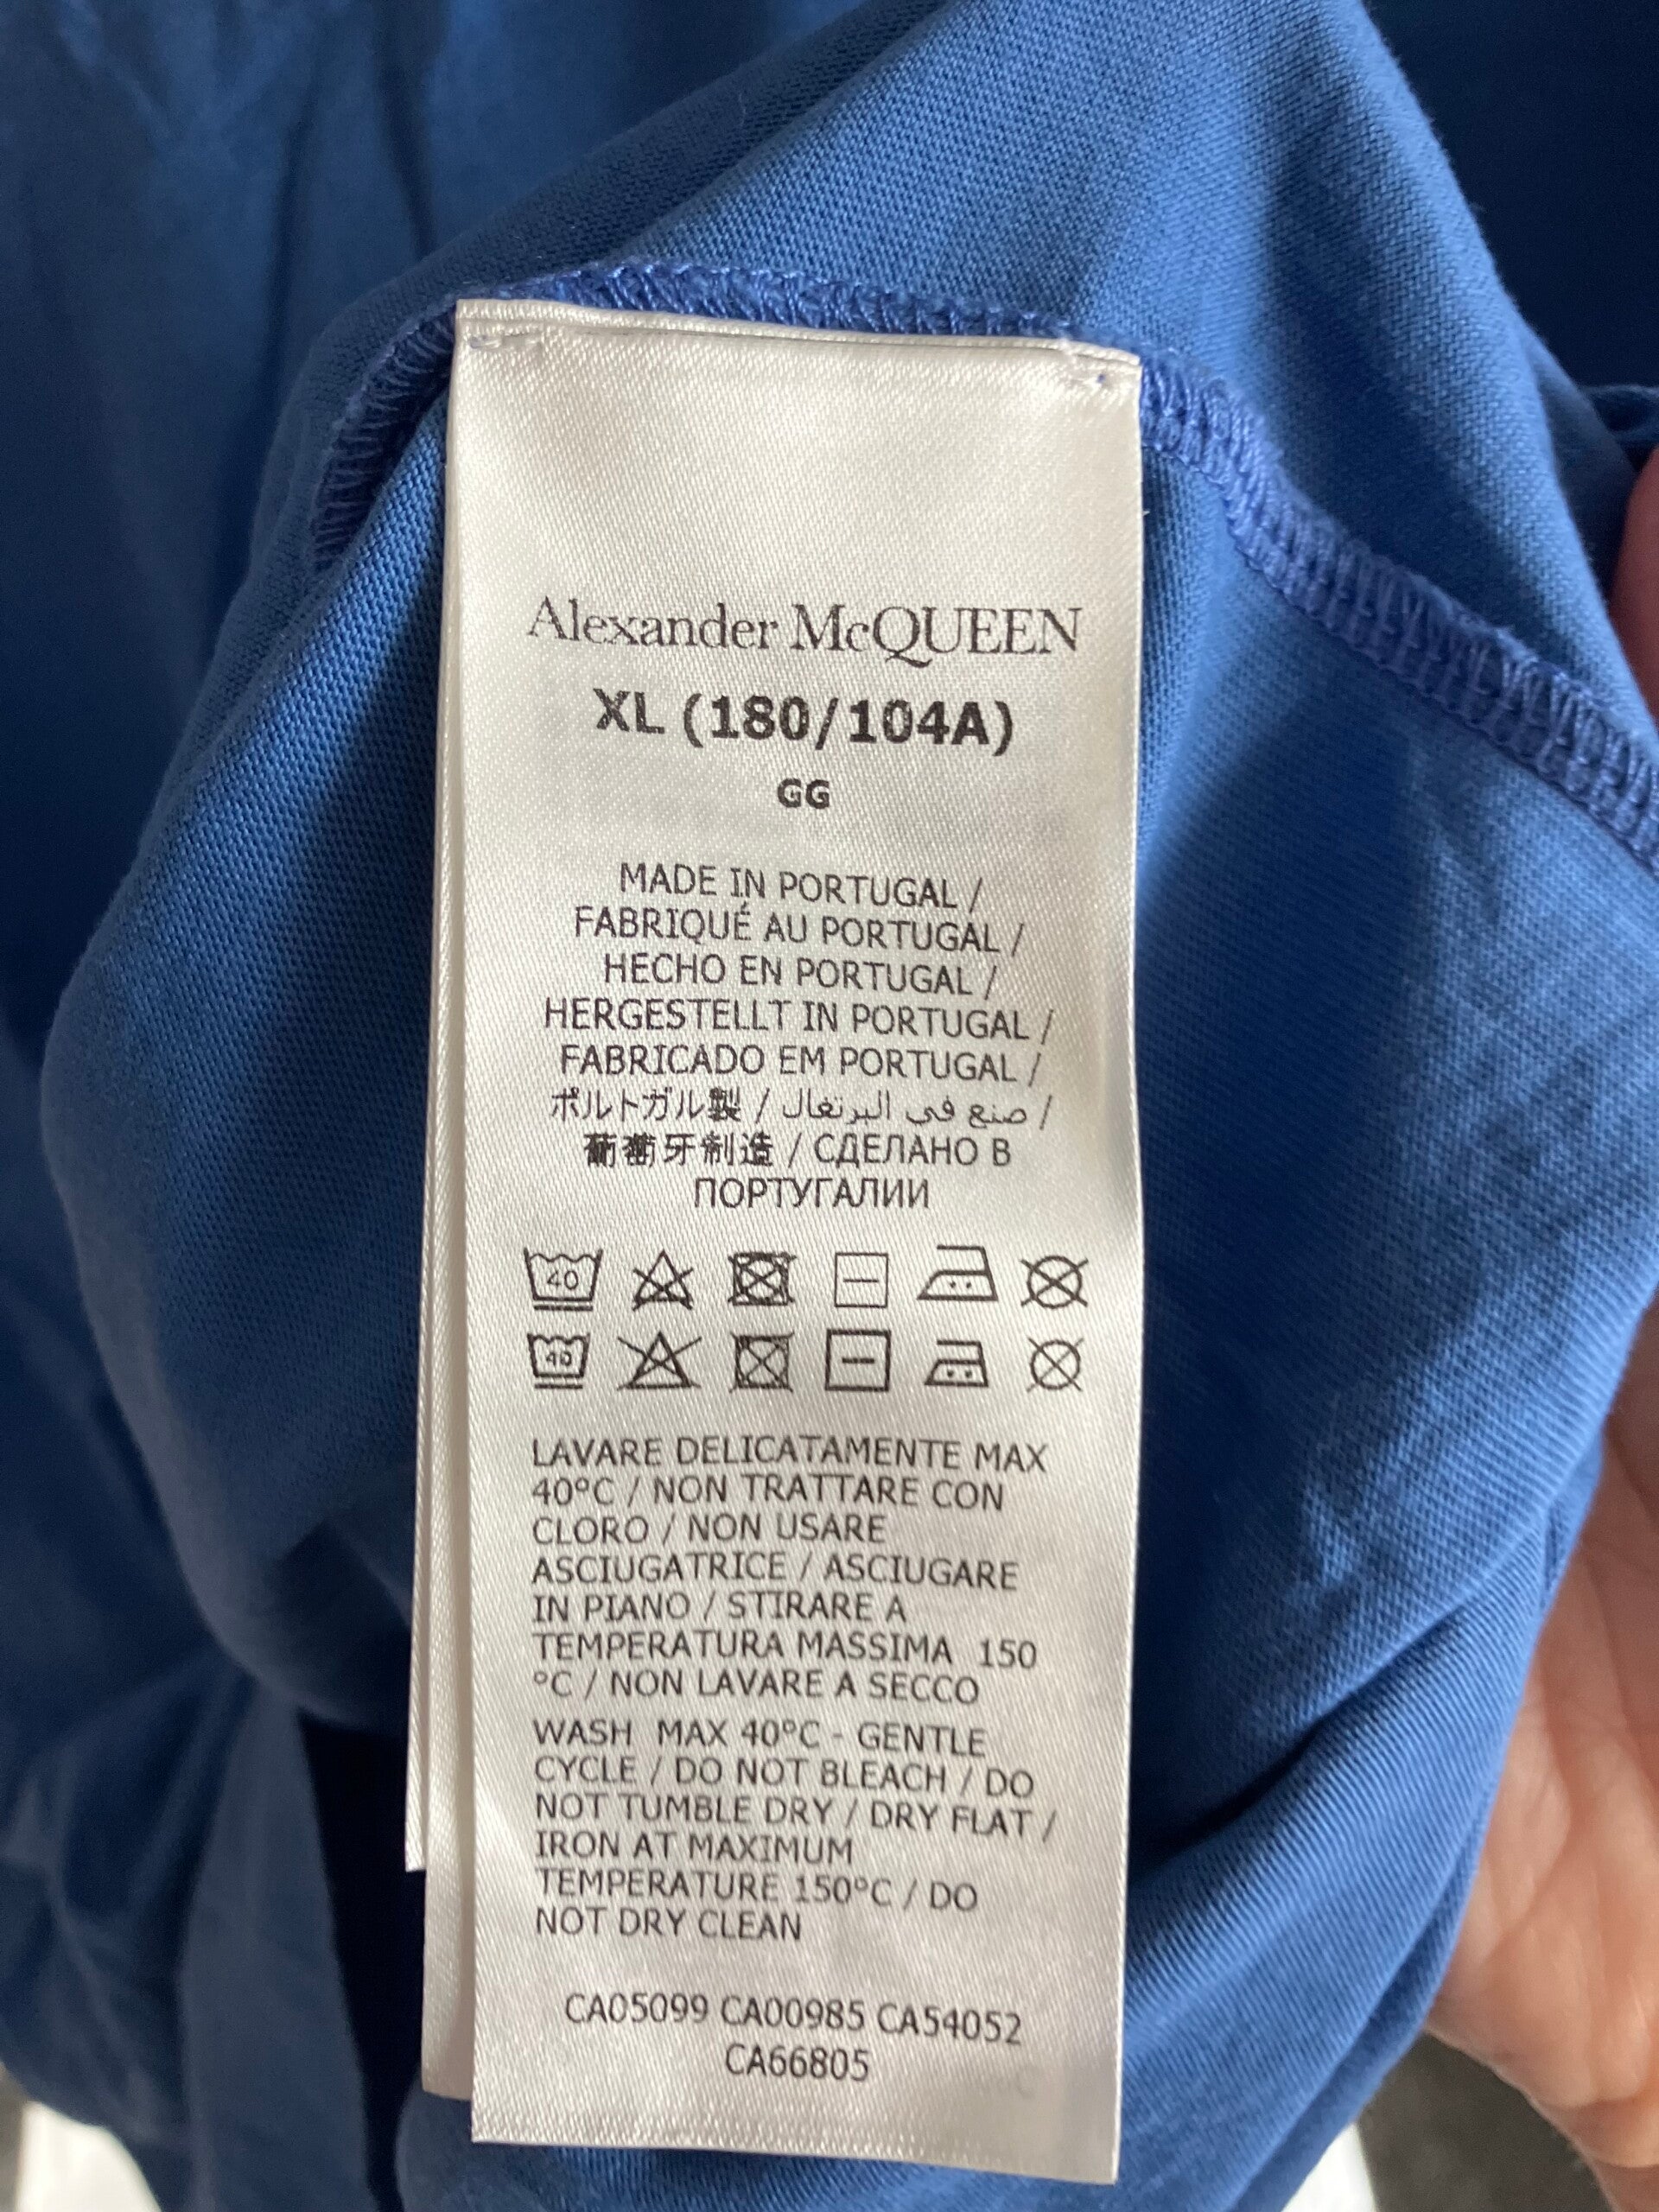 Alexander McQUEEN
XL (180/104A)
GG
MADE IN PORTUGAL /
FABRIQUÉ AU PORTUGAL /
HECHO EN PORTUGAL /
HERGESTELLT IN PORTUGAL /
FABRICADO EM PORTUGAL /
ポルトガル製 / صنع في البرتغال /
葡萄牙制造 / СДЕЛАНО В
ПОРТУГАЛИИ
40
40
LAVARE DELICATAMENTE MAX
40°C / NON TRATTARE CON
CLORO / NON USARE
ASCIUGATRICE / ASCIUGARE
IN PIANO / STIRARE A
TEMPERATURA MASSIMA 150
°C / NON LAVARE A SECCO
WASH MAX 40°C - GENTLE
CYCLE / DO NOT BLEACH / DO
NOT TUMBLE DRY / DRY FLAT /
IRON AT MAXIMUM
TEMPERATURE 150°C / DO
NOT DRY CLEAN
CA05099 CA00985 CA54052
CA66805